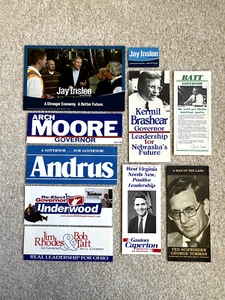 Jay Inslee
A Stronger Economy. A Better Future.
ARCH
MOORE
GOVERNOR
A GOVERNOR... FOR GOVERNOR!
Andrus
Re-Elect
Governor
Underwood
Jim
Rhodes
&
Bob
Taft
REAL LEADERSHIP FOR OHIO
Jay Inslee
Kermit
Brashear
Governor
Leadership for
Nebraska's
Future
West Virginia
Needs New,
Positive
Leadership
Gaston
Caperton
BATT
GOVERNOR
A MAN OF THE LAND
TED SCHWINDEN
GEORGE TURMAN